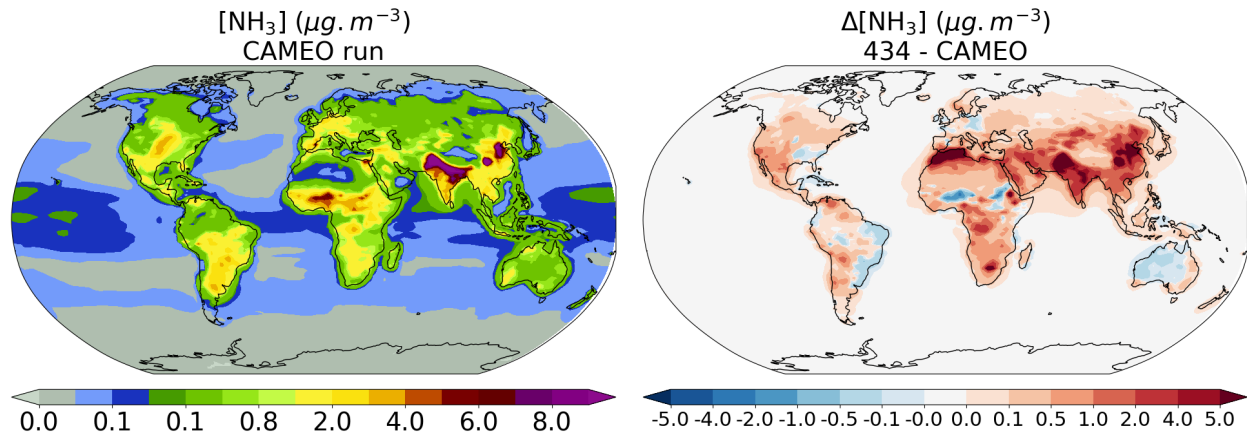 [NH₃] (μg.m⁻³)
CAMEO run
0.0 0.1 0.1 0.8 2.0 6.0 8.0
Δ[NH₃] (μg.m⁻³)
434 - CAMEO
-5.0 -4.0 -2.0 -1.0 -0.5 -0.1 -0.0 0.0 0.1 0.5 1.0 2.0 4.0 5.0